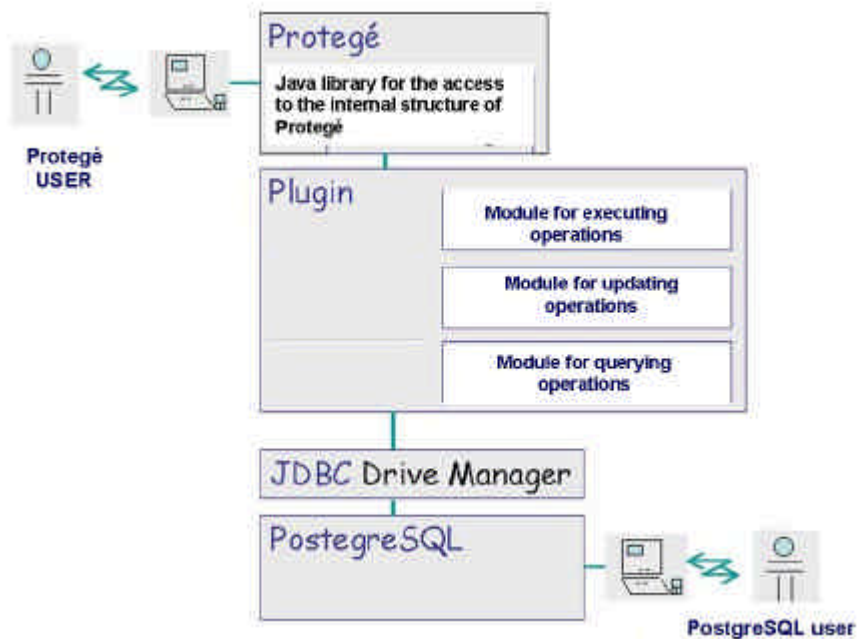 Protegé
Java library for the access
to the internal structure of
Protegé
Protegé
USER
Plugin
Module for executing
operations
Module for updating
operations
Module for querying
operations
JDBC Drive Manager
PostegreSQL
PostgreSQL user